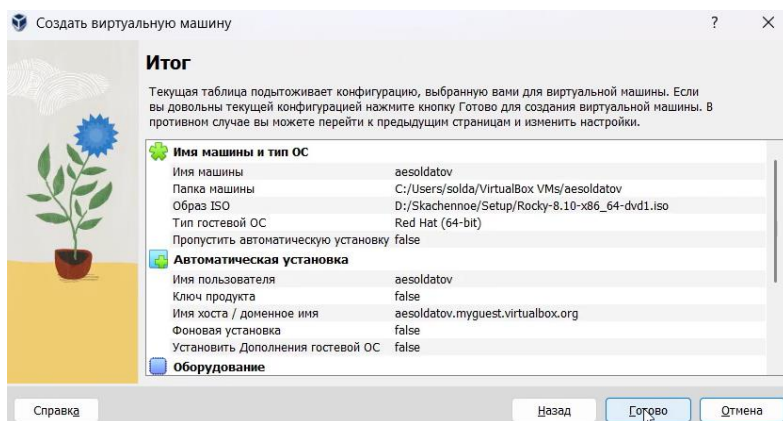 Создать виртуальную машину
Итог
Текущая таблица подытоживает конфигурацию, выбранную вами для виртуальной машины. Если
вы довольны текущей конфигурацией нажмите кнопку Готово для создания виртуальной машины. В
противном случае вы можете перейти к предыдущим страницам и изменить настройки.
Имя машины и тип ОС
Имя машины aesoldatov
Папка машины C:/Users/solda/VirtualBox VMs/aesoldatov
Образ ISO D:/Skachennoe/Setup/Rocky-8.10-x86_64-dvd1.iso
Тип гостевой ОС Red Hat (64-bit)
Пропустить автоматическую установку false
Автоматическая установка
Имя пользователя aesoldatov
Ключ продукта false
Имя хоста / доменное имя aesoldatov.myguest.virtualbox.org
Фоновая установка false
Установить Дополнения гостевой ОС false
Оборудование
Справка Назад Готово Отмена